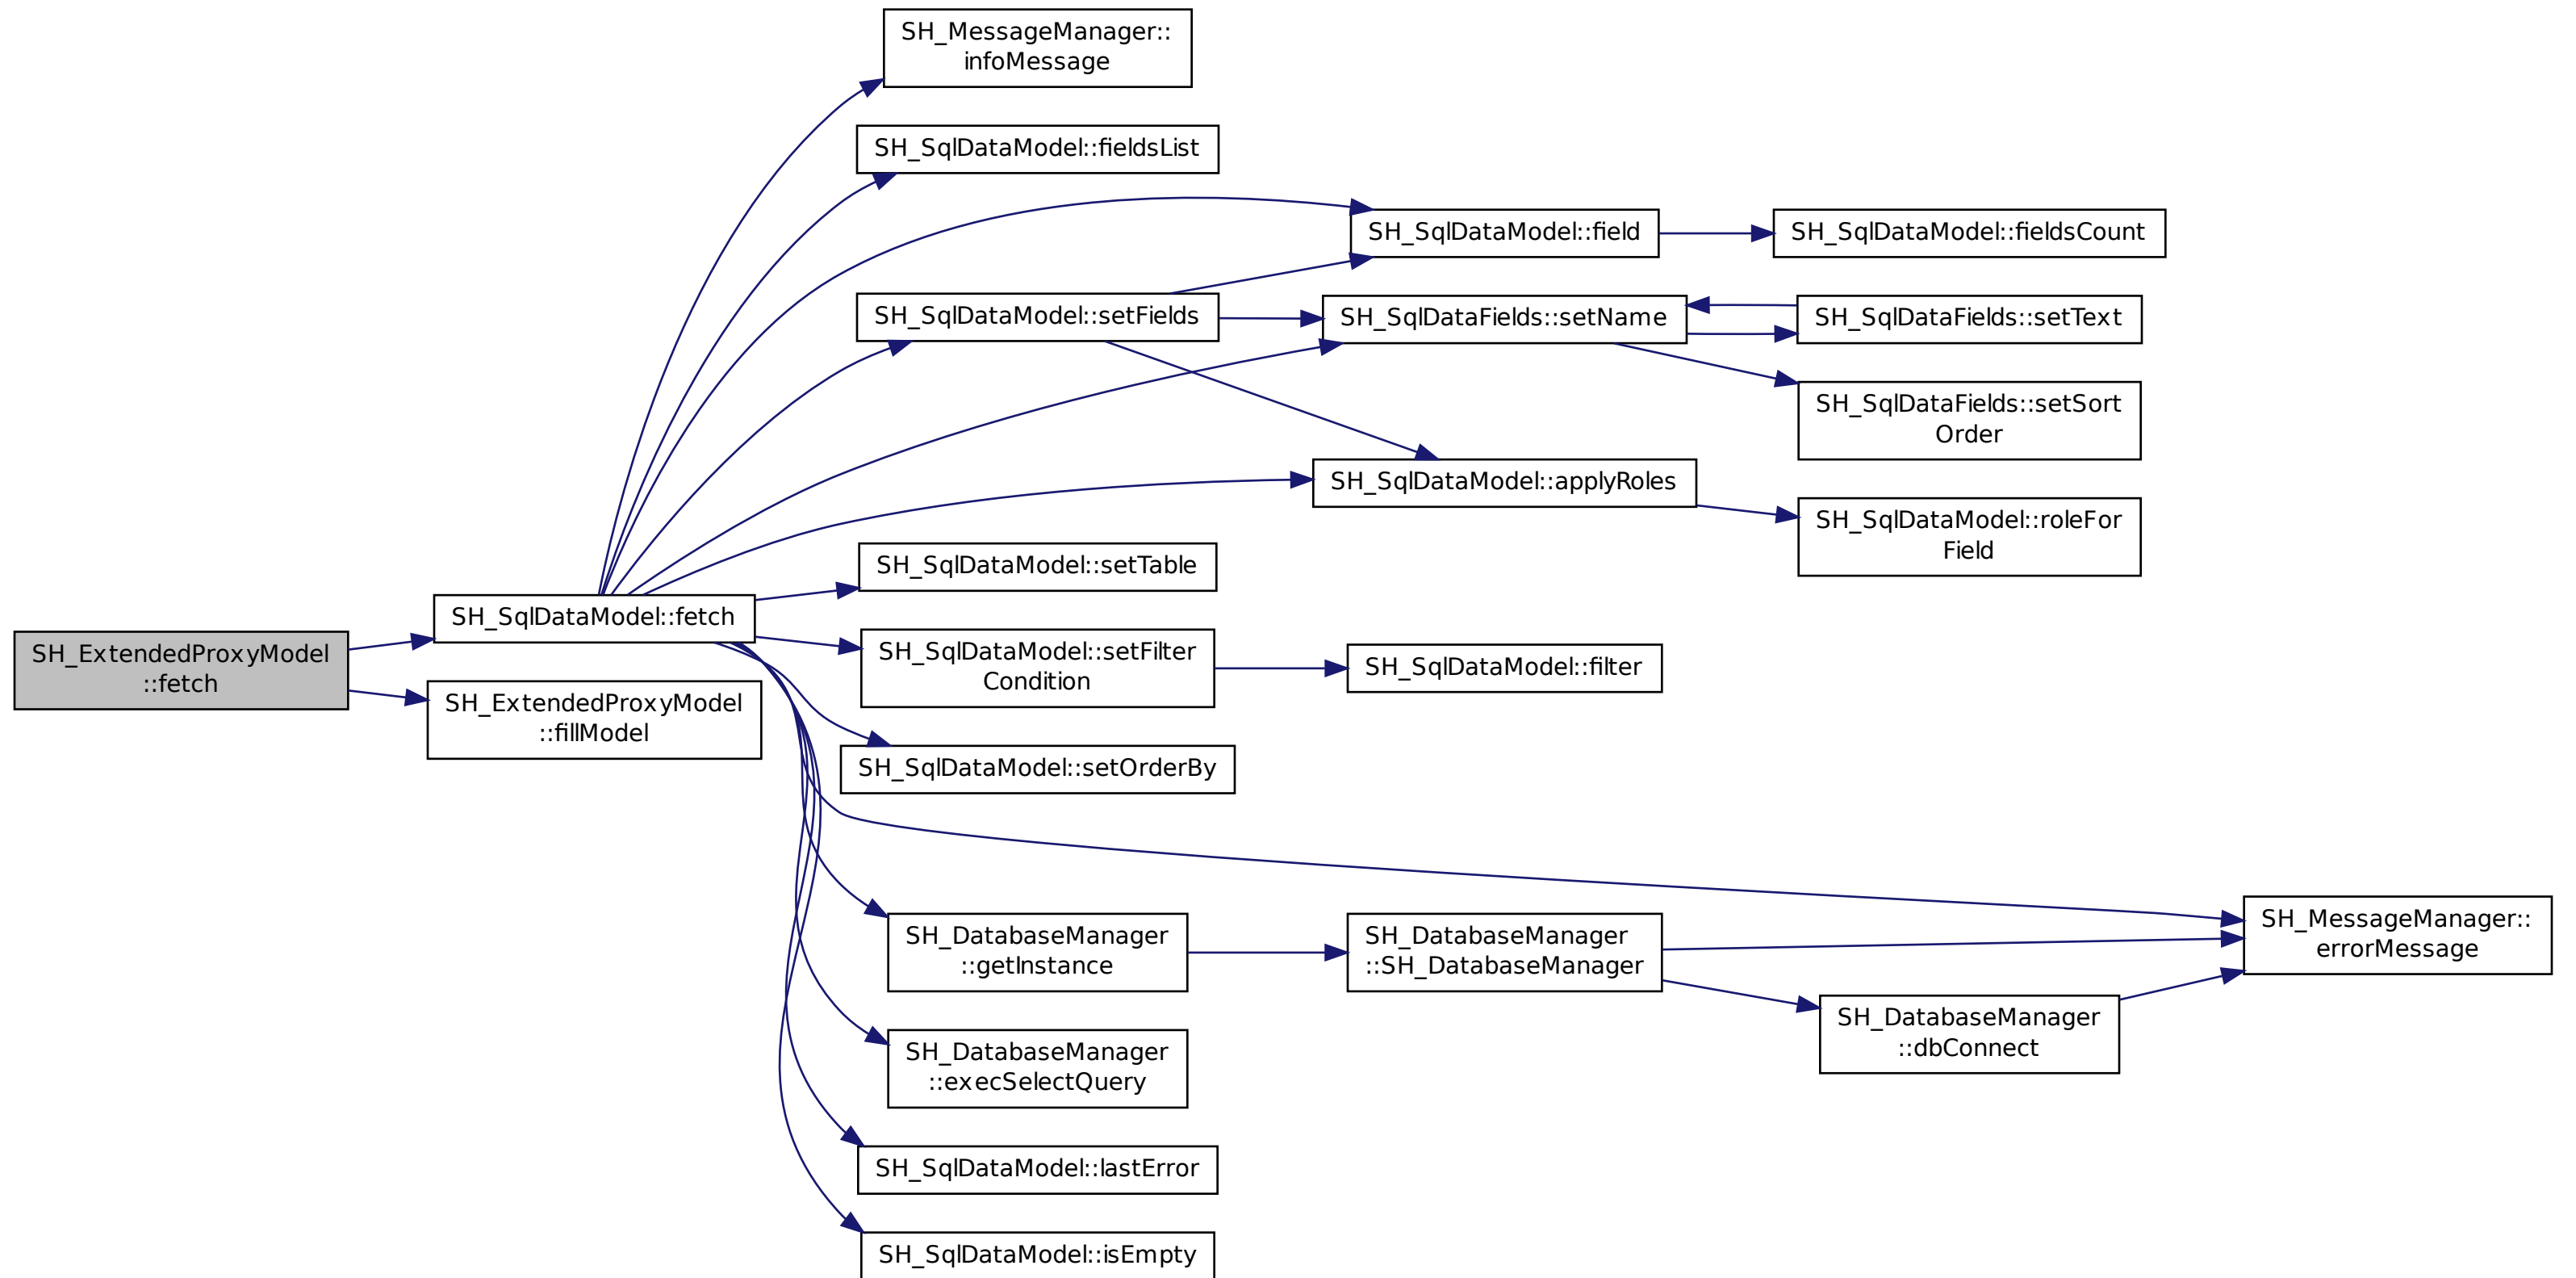 SH_MessageManager::
infoMessage
SH_SqlDataModel::fieldsList
SH_SqlDataModel::field
SH_SqlDataModel::fieldsCount
SH_SqlDataModel::setFields
SH_SqlDataFields::setName
SH_SqlDataFields::setText
SH_SqlDataFields::setSort
Order
SH_SqlDataModel::applyRoles
SH_SqlDataModel::roleFor
Field
SH_SqlDataModel::setTable
SH_SqlDataModel::fetch
SH_ExtendedProxyModel
::fetch
SH_SqlDataModel::setFilter
Condition
SH_SqlDataModel::filter
SH_ExtendedProxyModel
::fillModel
SH_SqlDataModel::setOrderBy
SH_DatabaseManager
::getInstance
SH_DatabaseManager
::SH_DatabaseManager
SH_MessageManager::
errorMessage
SH_DatabaseManager
::dbConnect
SH_DatabaseManager
::execSelectQuery
SH_SqlDataModel::lastError
SH_SqlDataModel::isEmpty